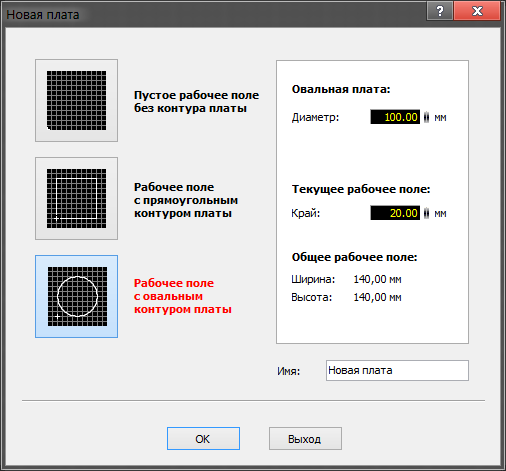 Новая плата
?
Пустое рабочее поле
без контура платы
Рабочее поле
с прямоугольным
контуром платы
Рабочее поле
с овальным
контуром платы
Овальная плата:
Диаметр: 100.00 мм
Текущее рабочее поле:
Край: 20.00 мм
Общее рабочее поле:
Ширина: 140,00 мм
Высота: 140,00 мм
Имя: Новая плата
OK Выход